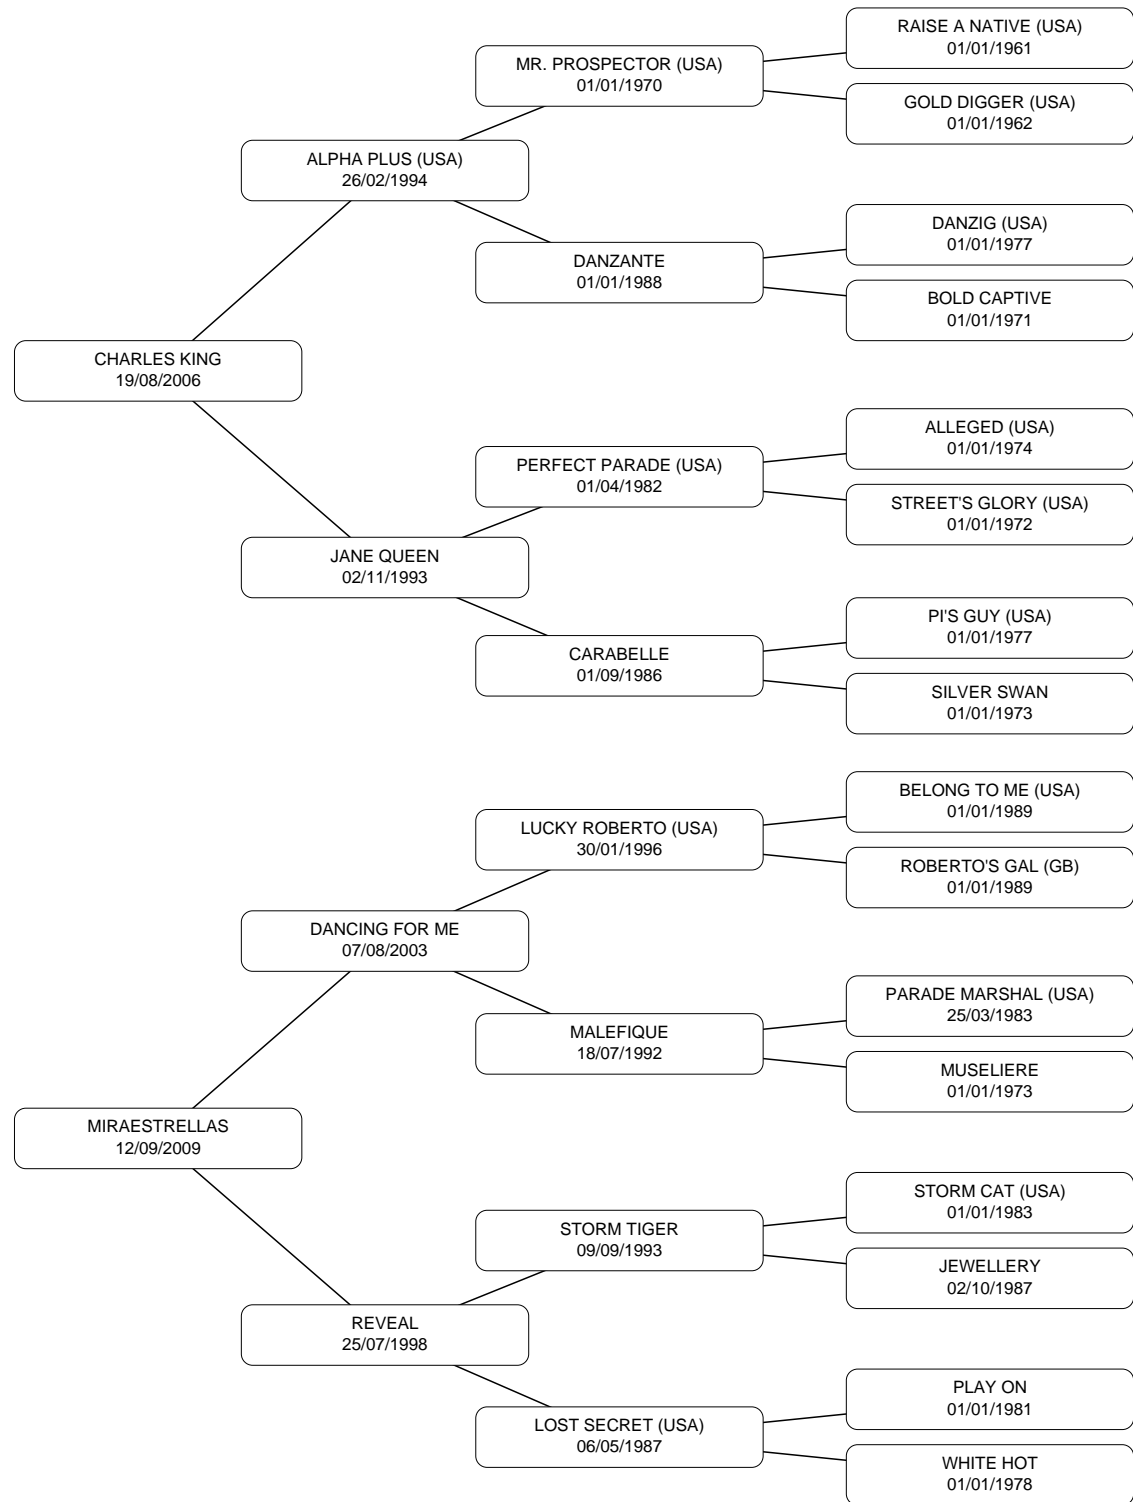 RAISE A NATIVE (USA)
01/01/1961
MR. PROSPECTOR (USA)
01/01/1970
GOLD DIGGER (USA)
01/01/1962
ALPHA PLUS (USA)
26/02/1994
DANZIG (USA)
01/01/1977
DANZANTE
01/01/1988
BOLD CAPTIVE
01/01/1971
CHARLES KING
19/08/2006
ALLEGED (USA)
01/01/1974
PERFECT PARADE (USA)
01/04/1982
STREET'S GLORY (USA)
01/01/1972
JANE QUEEN
02/11/1993
PI'S GUY (USA)
01/01/1977
CARABELLE
01/09/1986
SILVER SWAN
01/01/1973
BELONG TO ME (USA)
01/01/1989
LUCKY ROBERTO (USA)
30/01/1996
ROBERTO'S GAL (GB)
01/01/1989
DANCING FOR ME
07/08/2003
PARADE MARSHAL (USA)
25/03/1983
MALEFIQUE
18/07/1992
MUSELIERE
01/01/1973
MIRAESTRELLAS
12/09/2009
STORM CAT (USA)
01/01/1983
STORM TIGER
09/09/1993
JEWELLERY
02/10/1987
REVEAL
25/07/1998
PLAY ON
01/01/1981
LOST SECRET (USA)
06/05/1987
WHITE HOT
01/01/1978